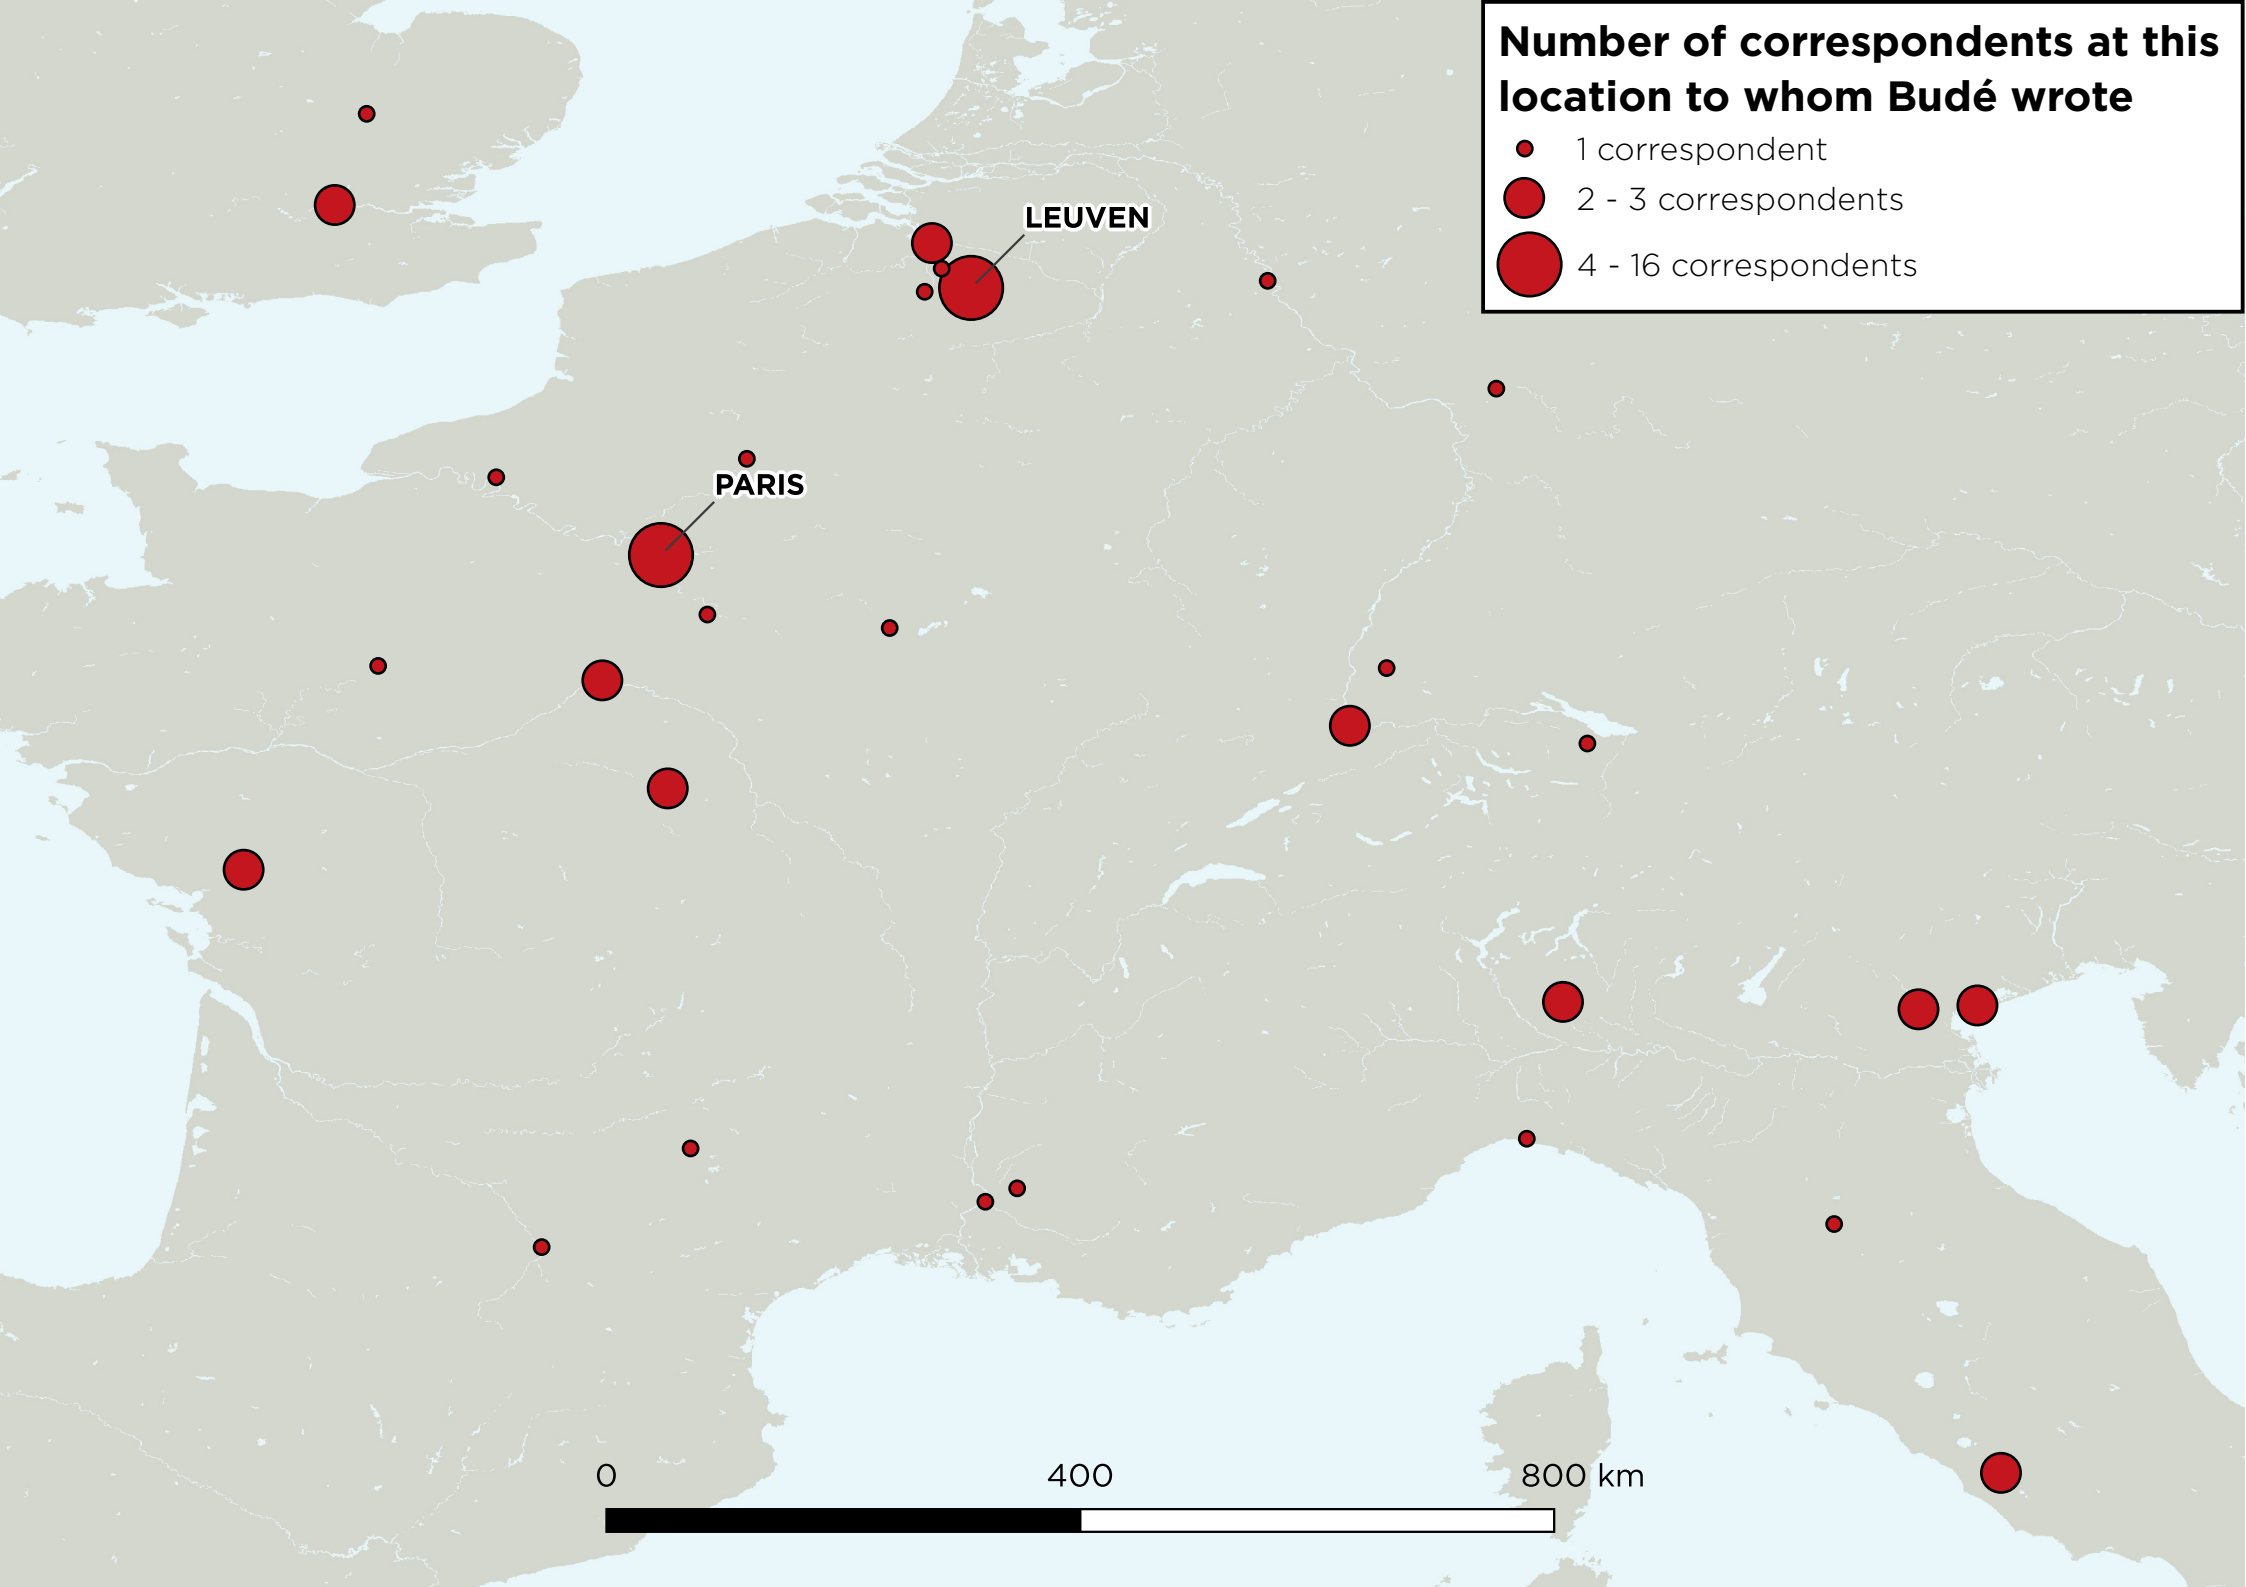 Number of correspondents at this
location to whom Budé wrote
1 correspondent
2 - 3 correspondents
4 - 16 correspondents
LEUVEN
PARIS
0 400 800 km